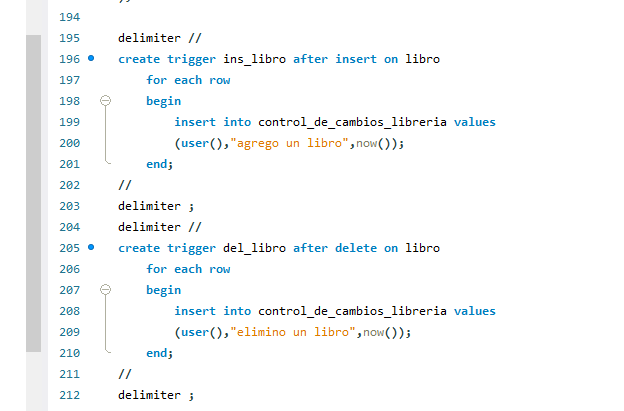 194
195 delimiter //
196 create trigger ins_libro after insert on libro
197 for each row
198 begin
199 insert into control_de_cambios_libreria values
200 (user(),"agrego un libro",now());
201 end;
202 //
203 delimiter ;
204 delimiter //
205 create trigger del_libro after delete on libro
206 for each row
207 begin
208 insert into control_de_cambios_libreria values
209 (user(),"elimino un libro",now());
210 end;
211 //
212 delimiter ;